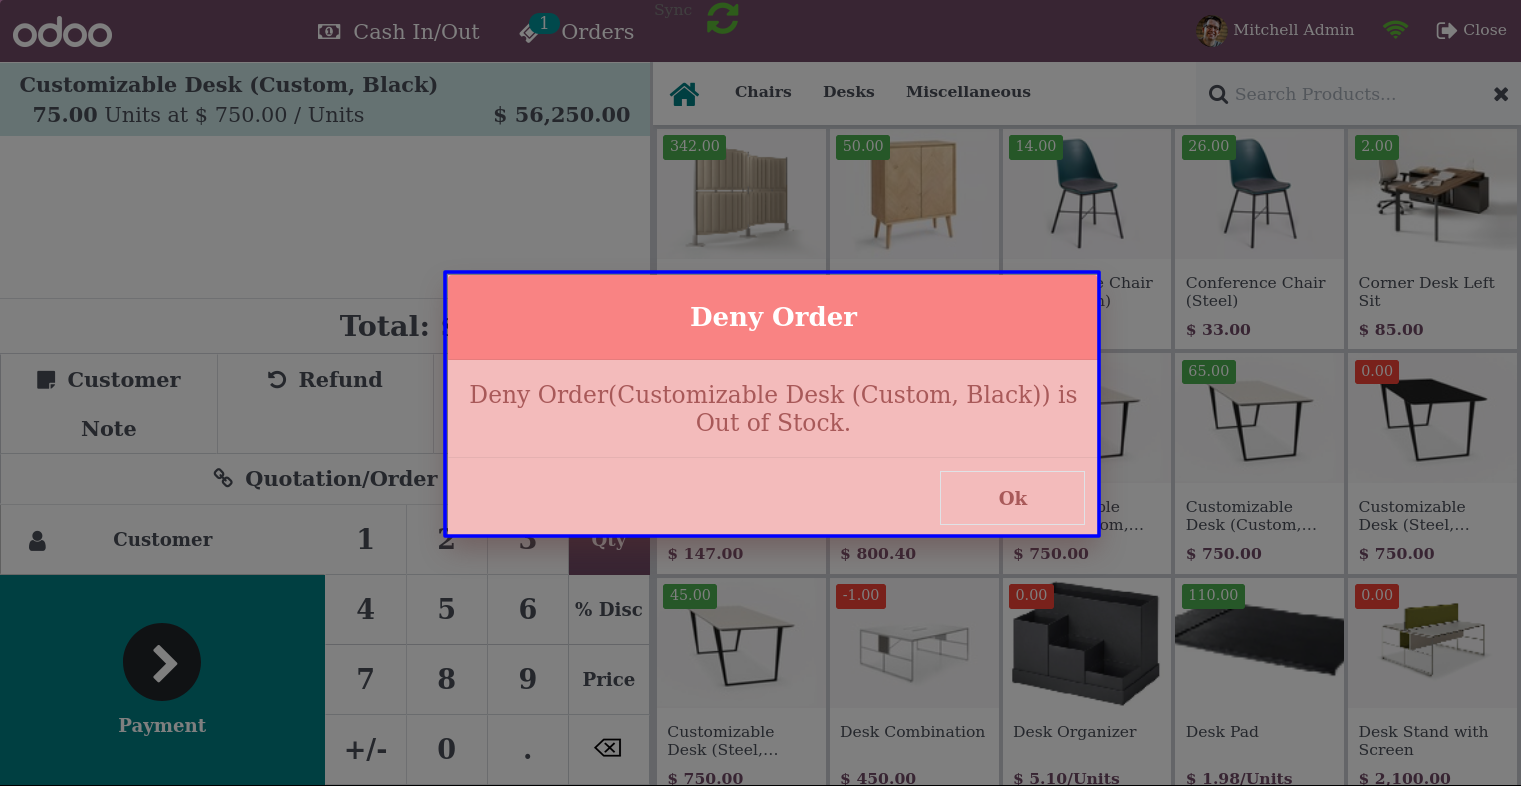 odoo
Cash In/Out
1
Orders
Sync
Mitchell Admin
Close
Customizable Desk (Custom, Black)
75.00 Units at $ 750.00 / Units
$ 56,250.00
Chairs
Desks
Miscellaneous
Search Products...
342.00
50.00
14.00
26.00
2.00
Chair
Conference Chair
(Steel)
$ 33.00
Corner Desk Left
Sit
$ 85.00
Total:
Deny Order
Deny Order(Customizable Desk (Custom, Black)) is
Out of Stock.
Ok
Customer
Note
Refund
Quotation/Order
65.00
0.00
$ 147.00
$ 800.40
$ 750.00
Customizable
Desk (Custom,...
$ 750.00
Customizable
Desk (Steel,...
$ 750.00
Customer
1
2
3
Qty
4
5
6
% Disc
7
8
9
Price
+/-
0
.
Payment
45.00
-1.00
0.00
110.00
0.00
Customizable
Desk (Steel,...
$ 750.00
Desk Combination
$ 450.00
Desk Organizer
$ 5.10/Units
Desk Pad
$ 1.98/Units
Desk Stand with
Screen
$ 2,100.00